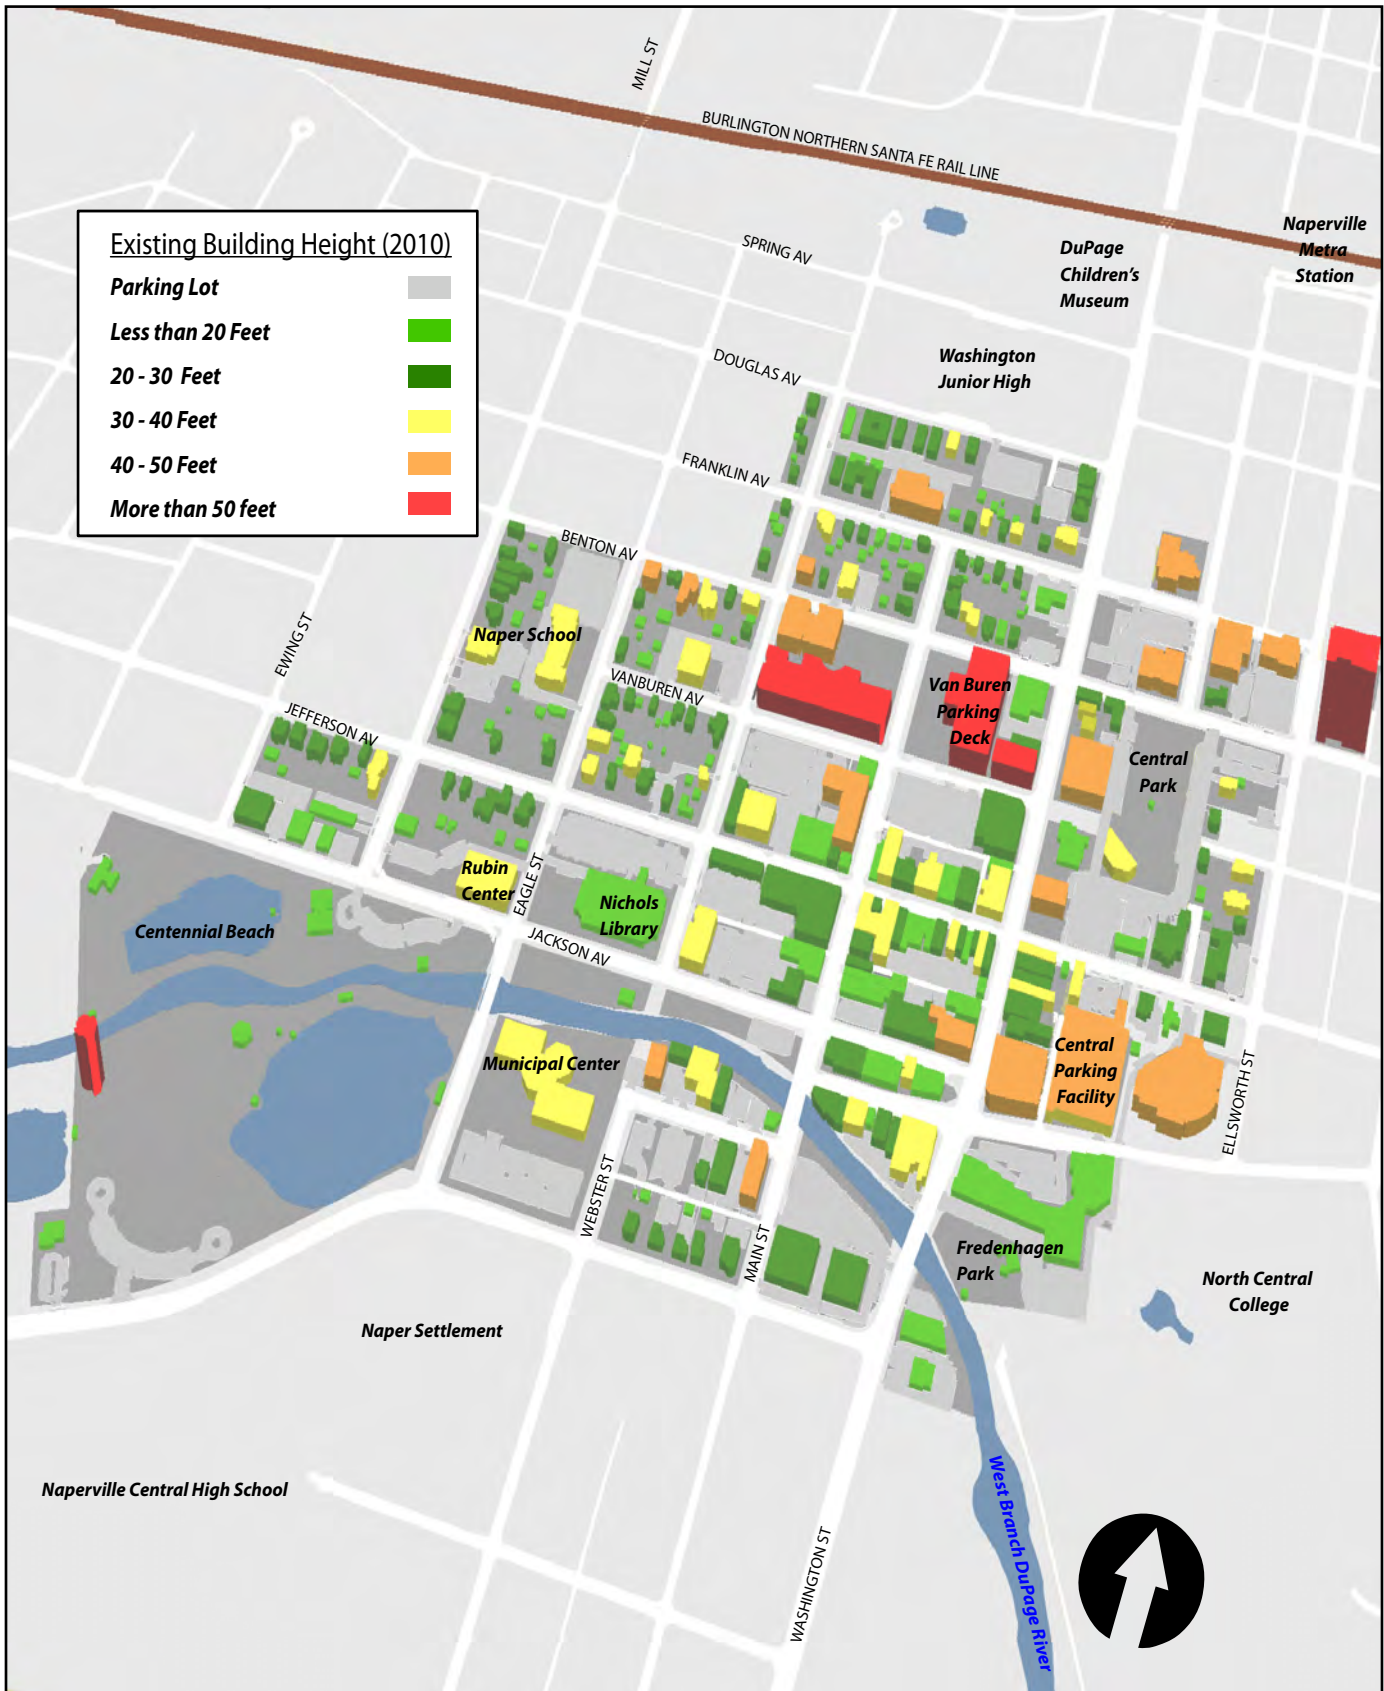 MILL ST
BURLINGTON NORTHERN SANTA FE RAIL LINE
Naperville
Metra
Station
SPRING AV
DuPage
Children's
Museum
Existing Building Height (2010)
Parking Lot
Less than 20 Feet
20 - 30 Feet
30 - 40 Feet
40 - 50 Feet
More than 50 feet
DOUGLAS AV
Washington
Junior High
FRANKLIN AV
BENTON AV
EWING ST
Naper School
VANBUREN AV
Van Buren
Parking
Deck
JEFFERSON AV
Central
Park
Rubin
Center
EAGLE ST
Nichols
Library
Centennial Beach
JACKSON AV
Municipal Center
Central
Parking
Facility
ELLSWORTH ST
WEBSTER ST
MAIN ST
Fredenhagen
Park
North Central
College
Naper Settlement
Naperville Central High School
West Branch DuPage River
WASHINGTON ST